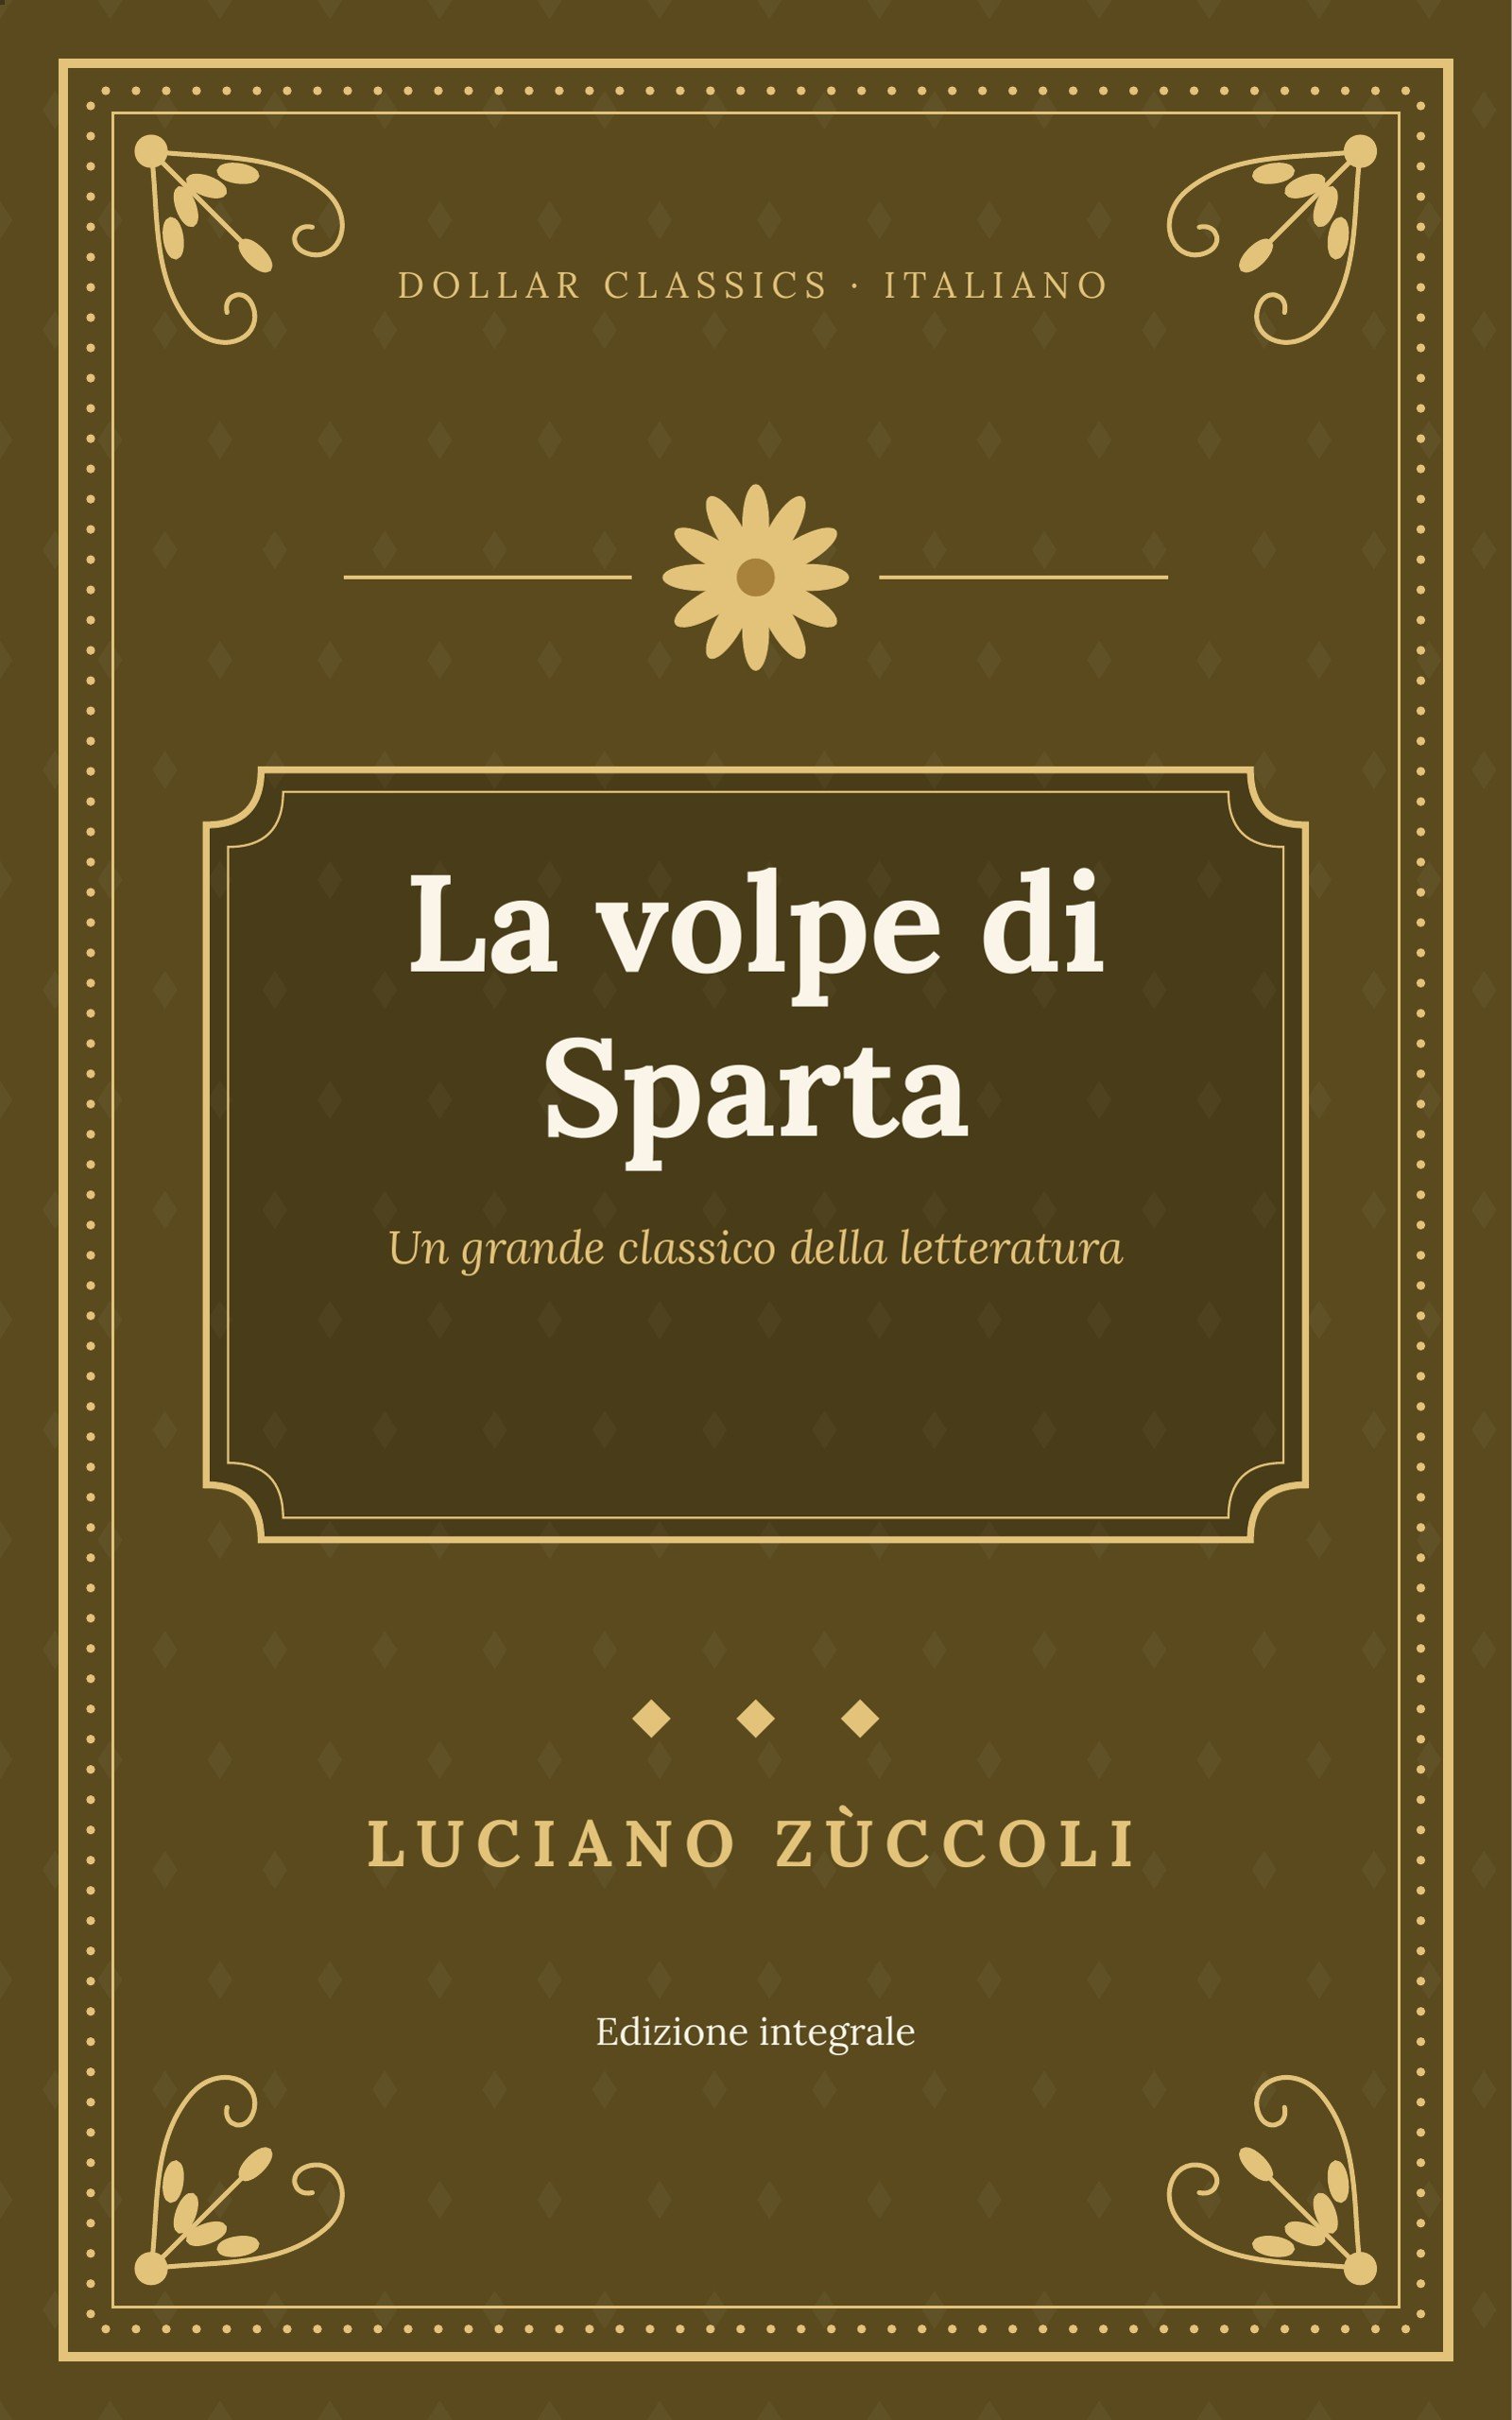 DOLLAR CLASSICS · ITALIANO
La volpe di
Sparta
Un grande classico della letteratura
LUCIANO ZÙCCOLI
Edizione integrale